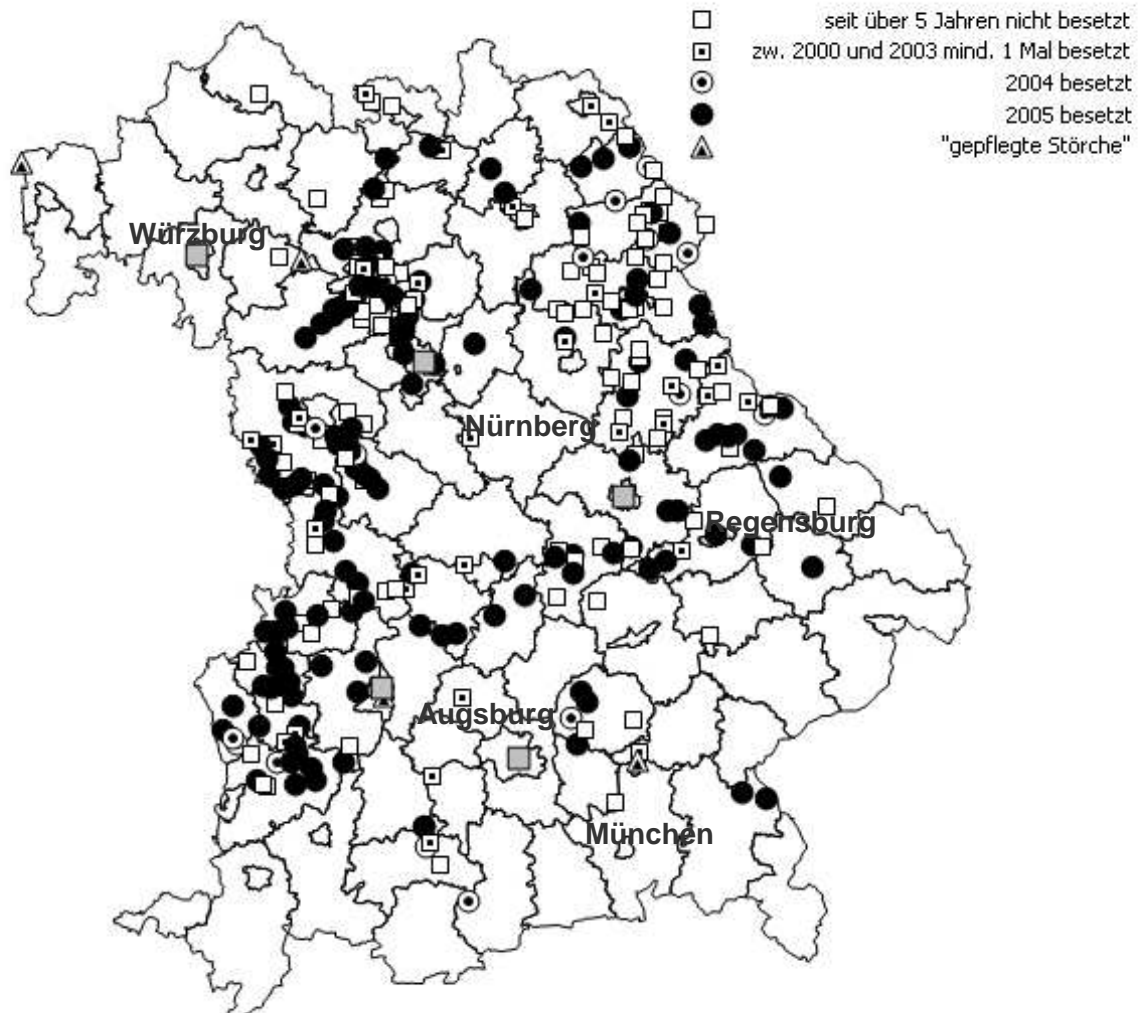 seit über 5 Jahren nicht besetzt
zw. 2000 und 2003 mind. 1 Mal besetzt
2004 besetzt
2005 besetzt
"gepflegte Störche"
Würzburg
Nürnberg
Regensburg
Augsburg
München